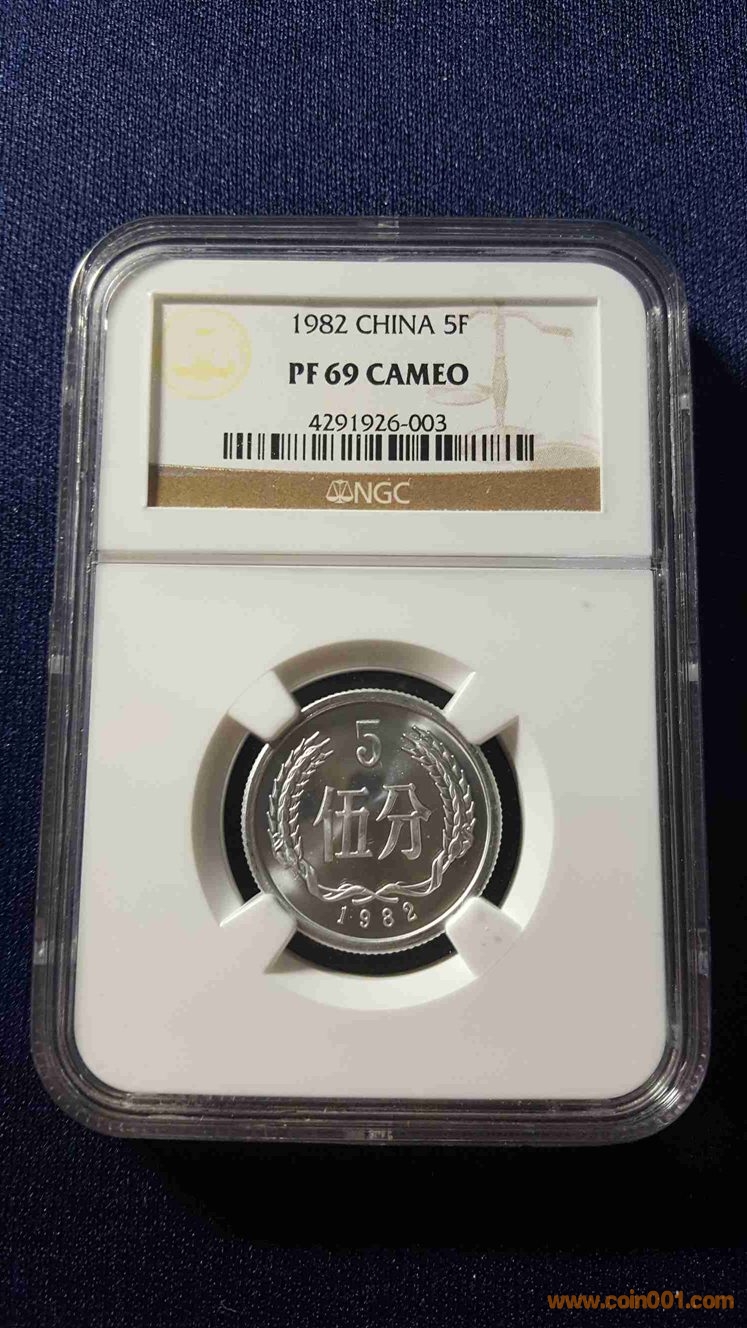 1982 CHINA 5F
PF 69 CAMEO
4291926-003
NGC
5
伍分
1982
www.coin001.com